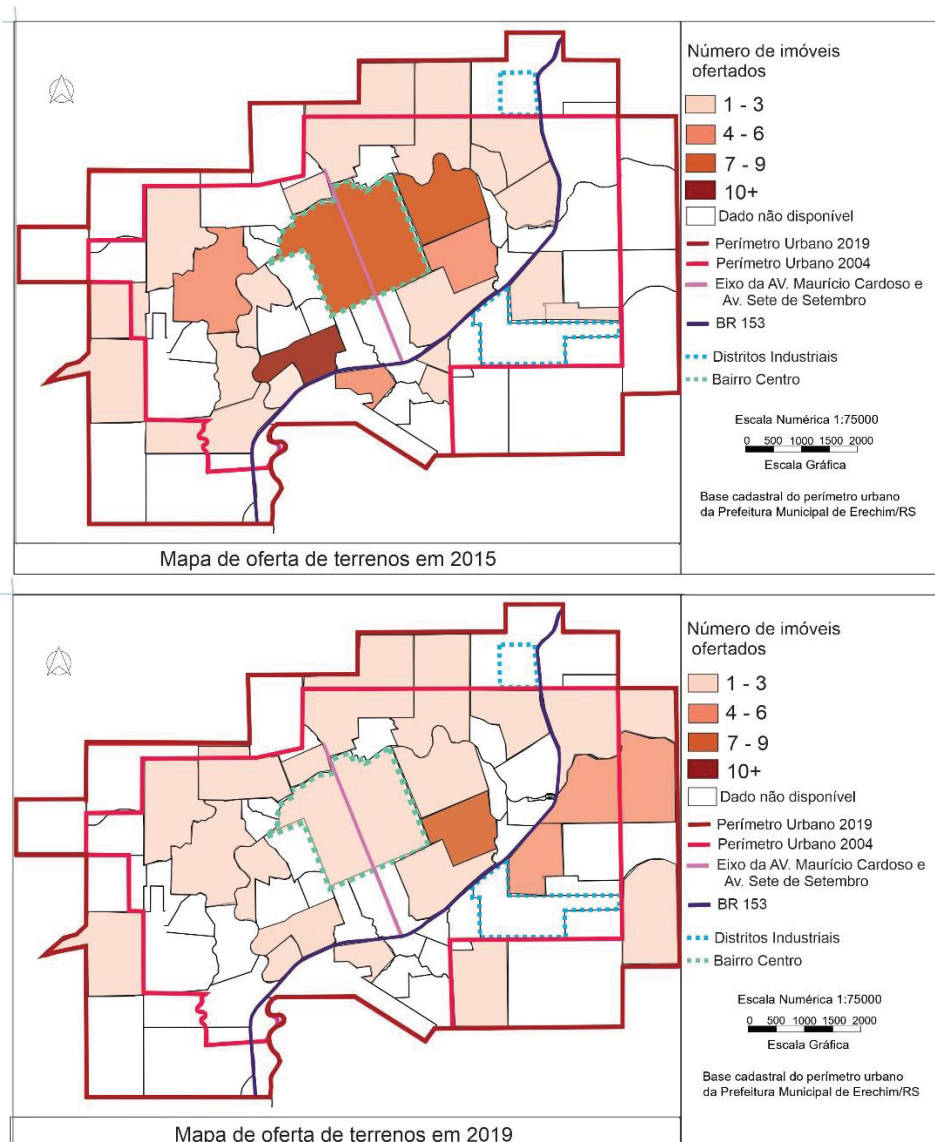 Número de imóveis
ofertados
1 - 3
4 - 6
7 - 9
10+
Dado não disponível
Perímetro Urbano 2019
Perímetro Urbano 2004
Eixo da AV. Maurício Cardoso e
Av. Sete de Setembro
BR 153
Distritos Industriais
Bairro Centro
Escala Numérica 1:75000
0 500 1000 1500 2000
Escala Gráfica
Base cadastral do perímetro urbano
da Prefeitura Municipal de Erechim/RS
Mapa de oferta de terrenos em 2015
Número de imóveis
ofertados
1 - 3
4 - 6
7 - 9
10+
Dado não disponível
Perímetro Urbano 2019
Perímetro Urbano 2004
Eixo da AV. Maurício Cardoso e
Av. Sete de Setembro
BR 153
Distritos Industriais
Bairro Centro
Escala Numérica 1:75000
0 500 1000 1500 2000
Escala Gráfica
Base cadastral do perímetro urbano
da Prefeitura Municipal de Erechim/RS
Mapa de oferta de terrenos em 2019